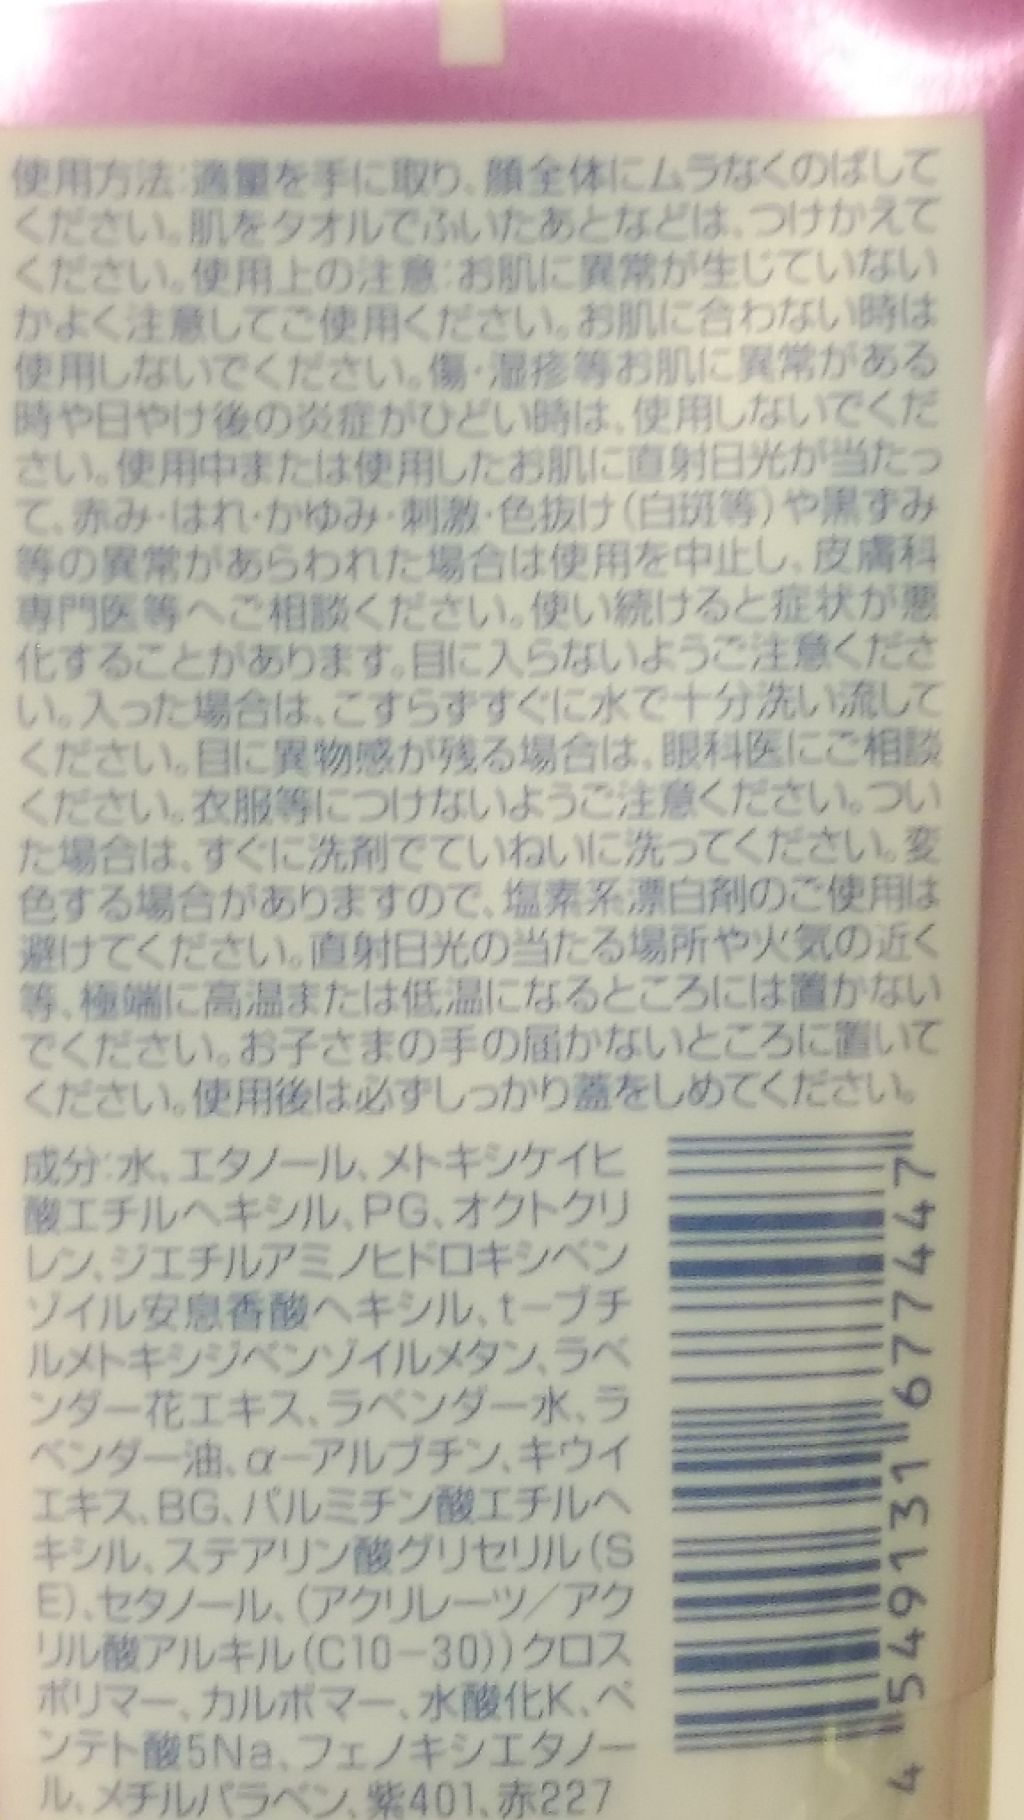 使用方法:適量を手に取り、顔全体にムラなくのばして
ください。肌をタオルでふいたあとなどは、つけかえて
ください。使用上の注意:お肌に異常が生じていない
かよく注意してご使用ください。お肌に合わない時は
使用しないでください。傷・湿疹等お肌に異常がある
時や日やけ後の炎症がひどい時は、使用しないでくだ
さい。使用中または使用したお肌に直射日光が当たっ
て、赤み・はれ・かゆみ・刺激・色抜け(白斑等)や黒ずみ
等の異常があらわれた場合は使用を中止し、皮膚科
専門医等へご相談ください。使い続けると症状が悪
化することがあります。目に入らないようご注意くださ
い。入った場合は、こすらずすぐに水で十分洗い流して
ください。目に異物感が残る場合は、眼科医にご相談
ください。衣服等につけないようご注意ください。つい
た場合は、すぐに洗剤でていねいに洗ってください。変
色する場合がありますので、塩素系漂白剤のご使用は
避けてください。直射日光の当たる場所や火気の近く
等、極端に高温または低温になるところには置かない
でください。お子さまの手の届かないところに置いて
ください。使用後は必ずしっかり蓋をしめてください。
成分:水、エタノール、メトキシケイヒ
酸エチルヘキシル、PG、オクトクリ
レン、ジエチルアミノヒドロキシベン
ゾイル安息香酸ヘキシル、t-ブチ
ルメトキシジベンゾイルメタン、ラベ
ンダー花エキス、ラベンダー水、ラ
ベンダー油、α-アルブチン、キウイ
エキス、BG、パルミチン酸エチルヘ
キシル、ステアリン酸グリセリル(S
E)、セタノール、(アクリレーツ/アク
リル酸アルキル(C10-30))クロス
ポリマー、カルボマー、水酸化K、ペ
ンテト酸5Na、フェノキシエタノー
ル、メチルパラベン、紫401、赤227
4 549131 677447